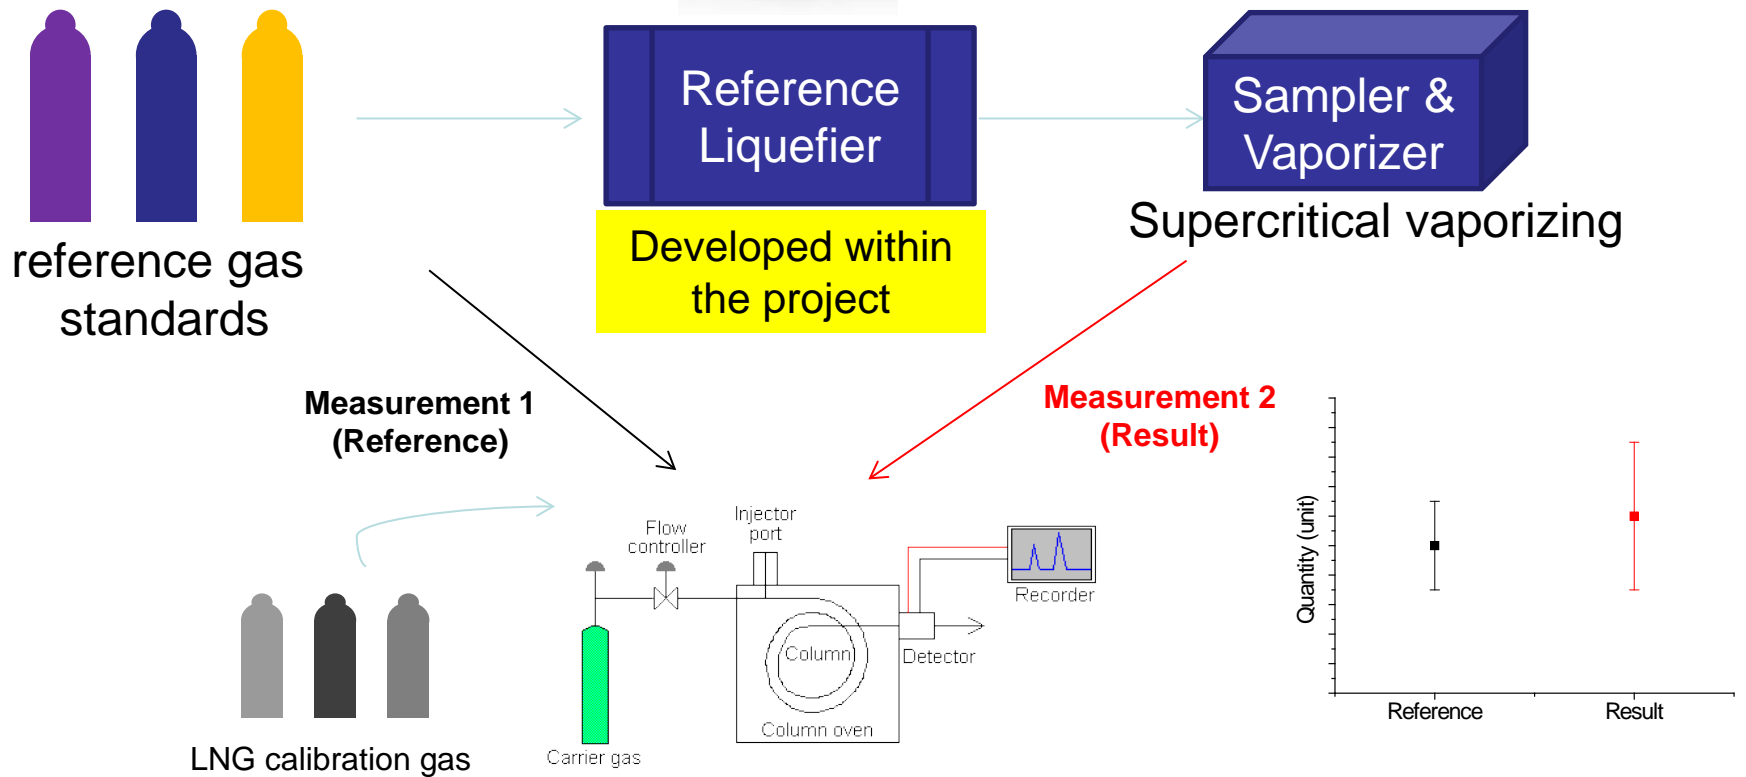 Reference
Liquefier
Sampler &
Vaporizer
reference gas
standards
Developed within
the project
Supercritical vaporizing
Measurement 1
(Reference)
Measurement 2
(Result)
Flow
controller
Injector
port
Recorder
Column
Detector
Column oven
Carrier gas
LNG calibration gas
Quantity (unit)
Reference
Result